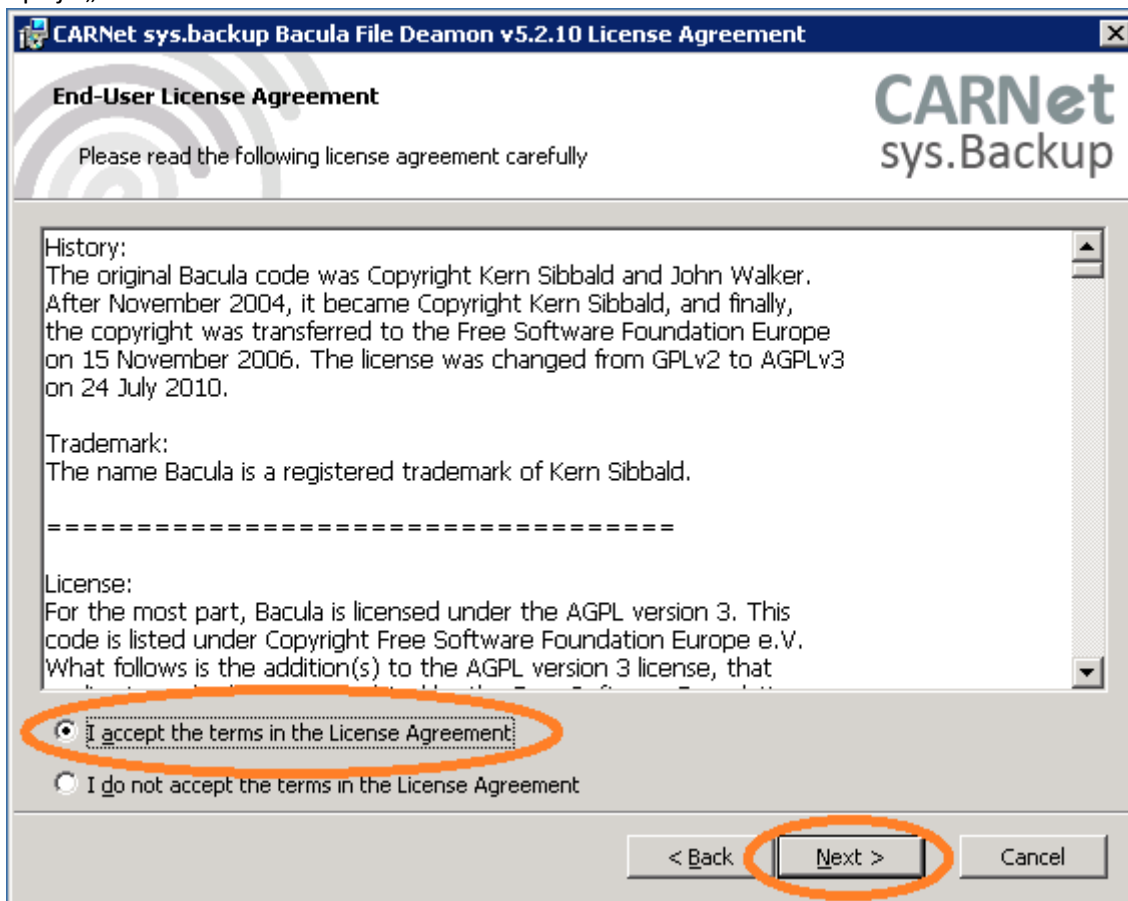 CARNet sys.backup Bacula File Deamon v5.2.10 License Agreement
End-User License Agreement
Please read the following license agreement carefully
CARNet
sys.Backup
History:
The original Bacula code was Copyright Kern Sibbald and John Walker.
After November 2004, it became Copyright Kern Sibbald, and finally,
the copyright was transferred to the Free Software Foundation Europe
on 15 November 2006. The license was changed from GPLv2 to AGPLv3
on 24 July 2010.
Trademark:
The name Bacula is a registered trademark of Kern Sibbald.
===================================
License:
For the most part, Bacula is licensed under the AGPL version 3. This
code is listed under Copyright Free Software Foundation Europe e.V.
What follows is the addition(s) to the AGPL version 3 license, that
I accept the terms in the License Agreement
I do not accept the terms in the License Agreement
< Back
Next >
Cancel